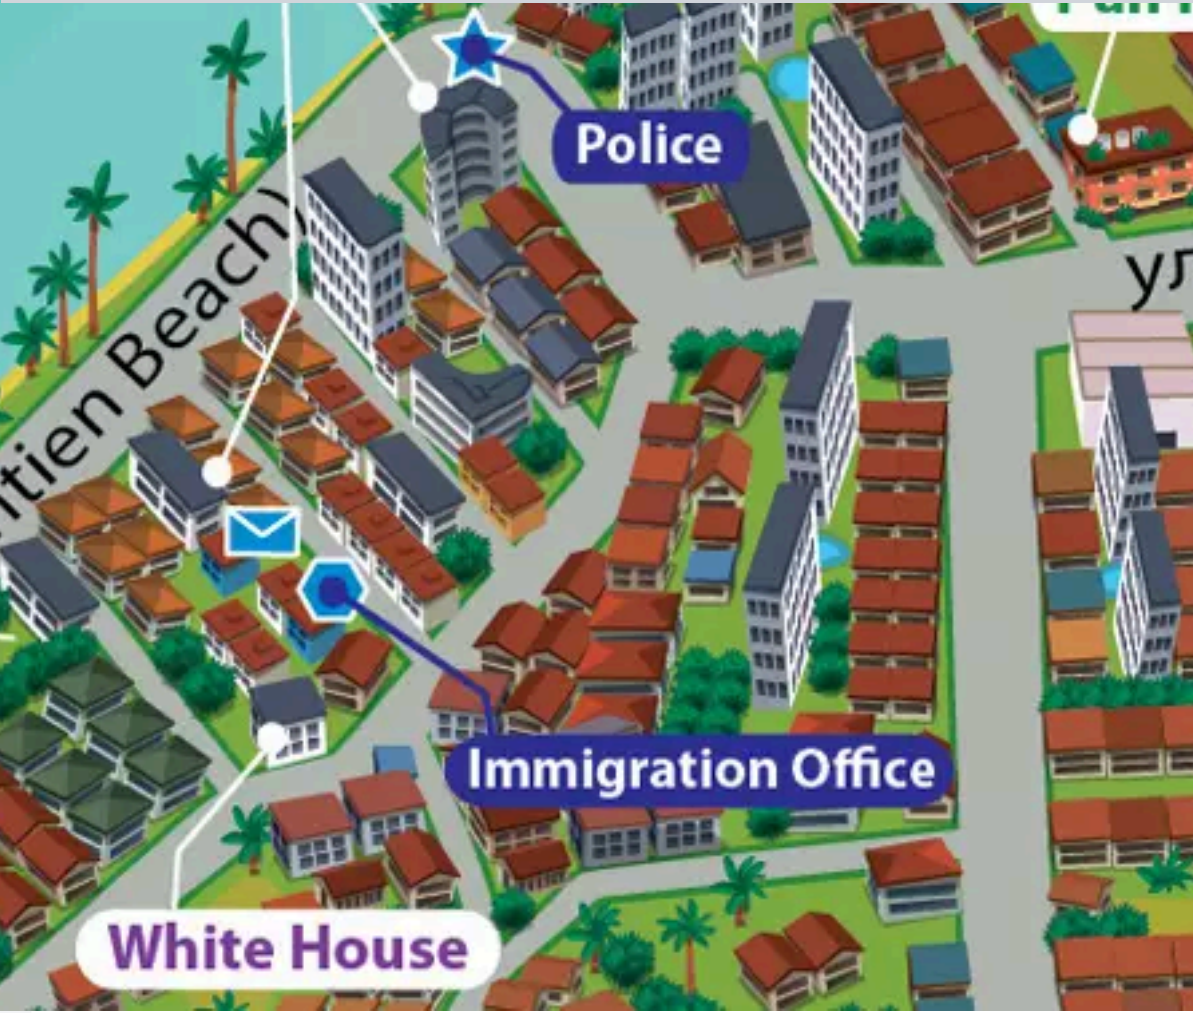 Police
ул
tien Beach)
Immigration Office
White House